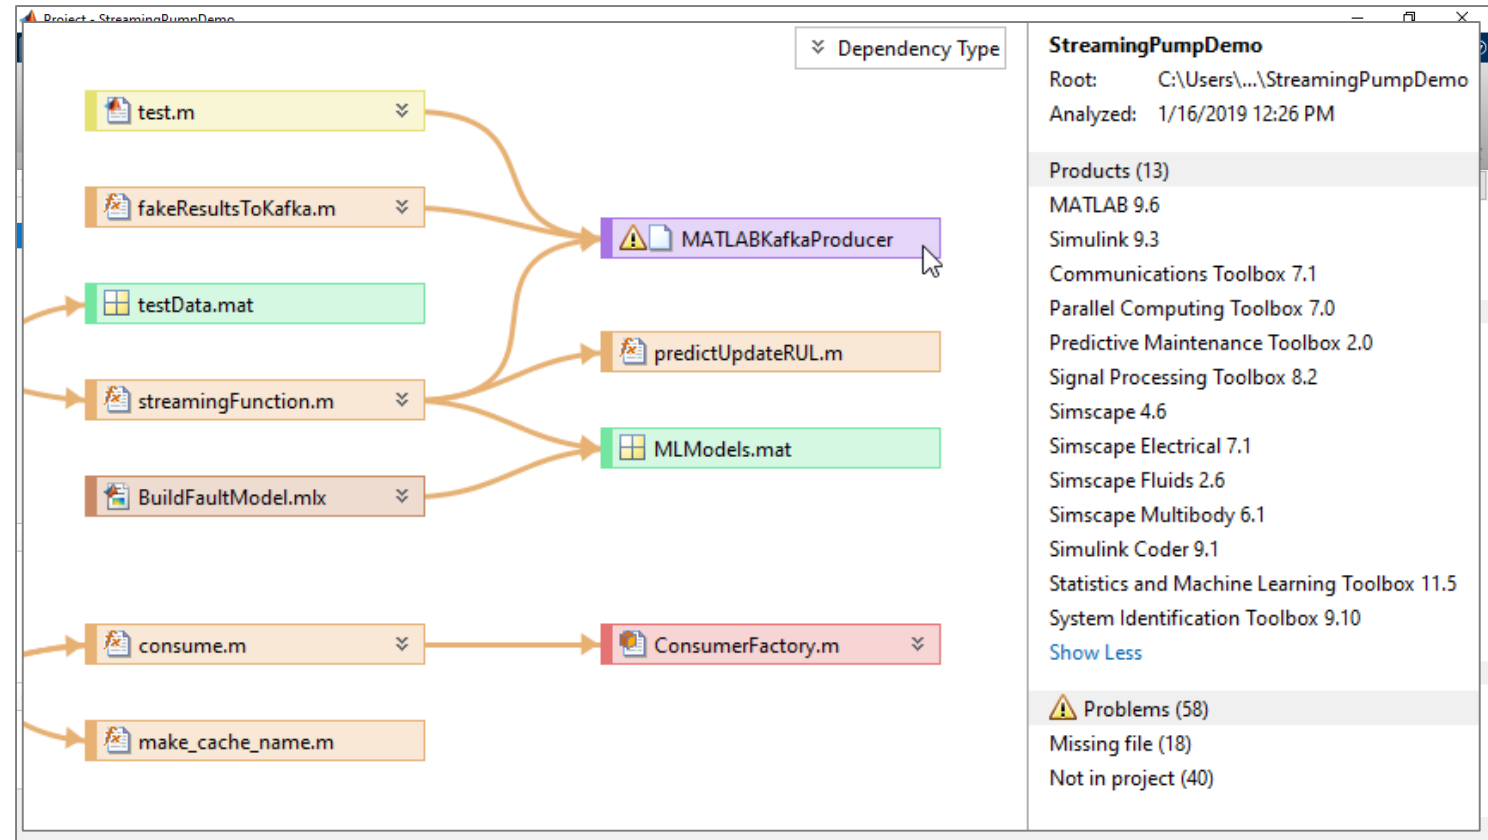 Project - StreamingPumpDemo
Dependency Type
test.m
fakeResultsToKafka.m
MATLABKafkaProducer
testData.mat
predictUpdateRUL.m
streamingFunction.m
MLModels.mat
BuildFaultModel.mlx
consume.m
ConsumerFactory.m
make_cache_name.m
StreamingPumpDemo
Root: C:\Users\...\StreamingPumpDemo
Analyzed: 1/16/2019 12:26 PM
Products (13)
MATLAB 9.6
Simulink 9.3
Communications Toolbox 7.1
Parallel Computing Toolbox 7.0
Predictive Maintenance Toolbox 2.0
Signal Processing Toolbox 8.2
Simscape 4.6
Simscape Electrical 7.1
Simscape Fluids 2.6
Simscape Multibody 6.1
Simulink Coder 9.1
Statistics and Machine Learning Toolbox 11.5
System Identification Toolbox 9.10
Show Less
Problems (58)
Missing file (18)
Not in project (40)